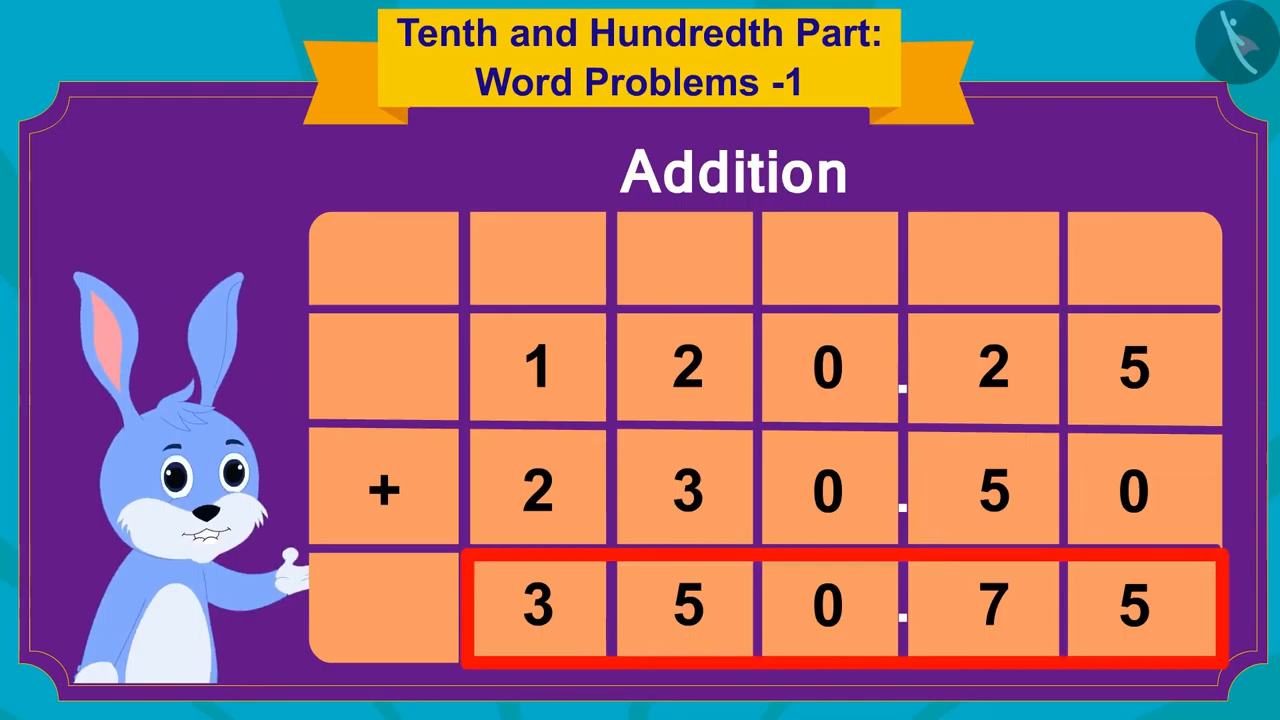 Tenth and Hundredth Part:
Word Problems -1
Addition
1 2 0 . 2 5
+ 2 3 0 . 5 0
3 5 0 . 7 5